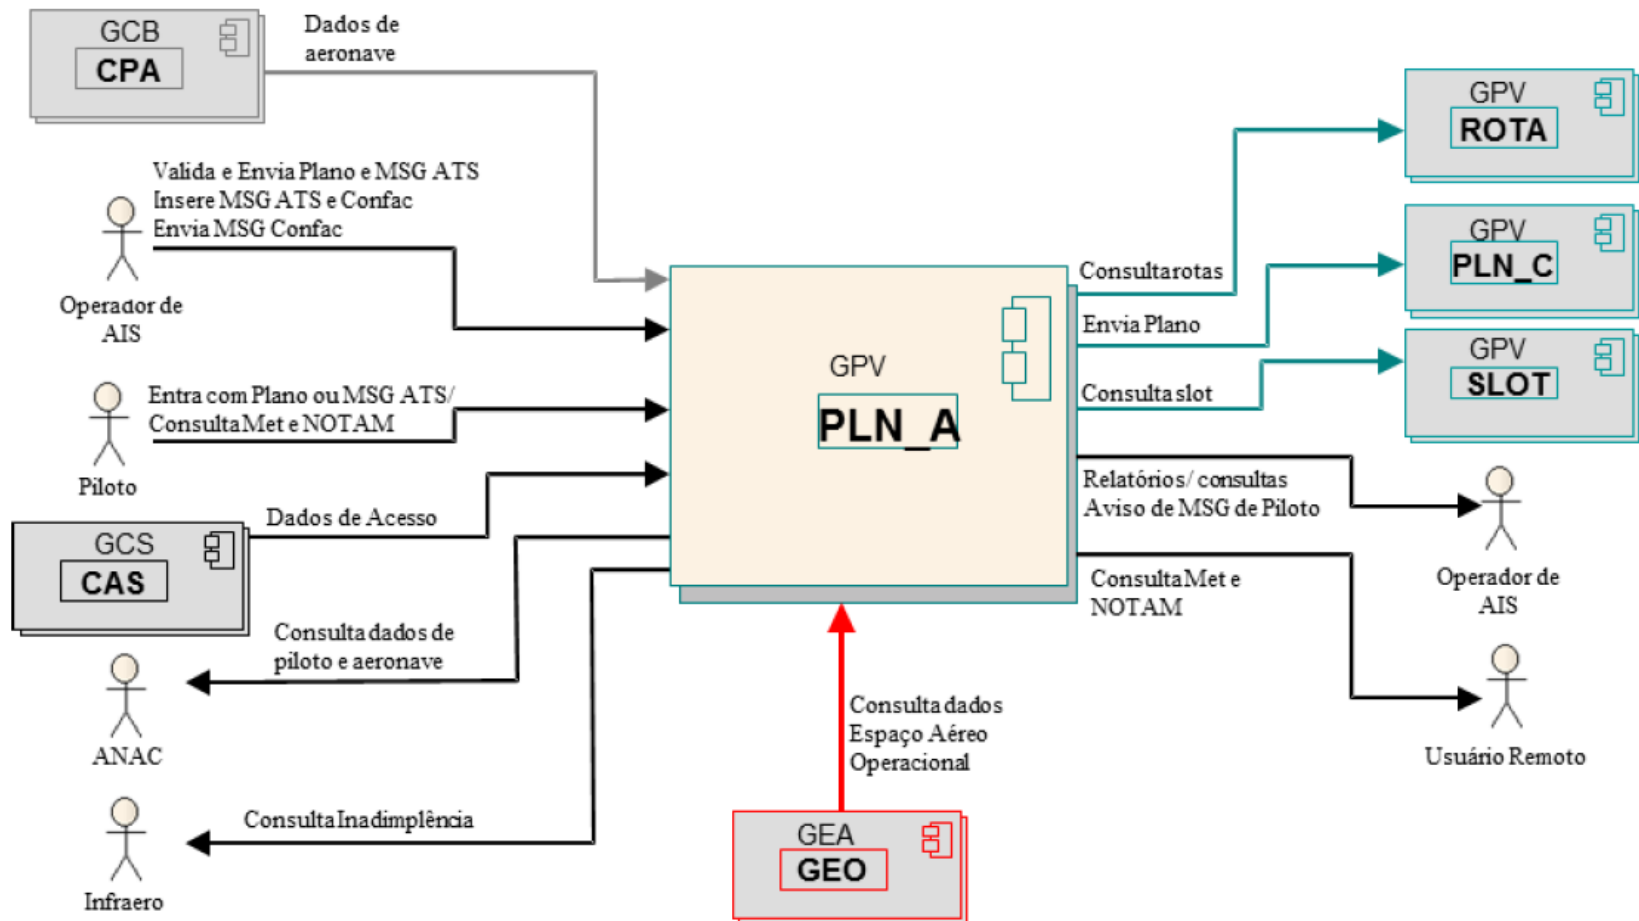 GCB
CPA
Dados de
aeronave
Valida e Envia Plano e MSG ATS
Insere MSG ATS e Confac
Envia MSG Confac
Operador de
AIS
Entra com Plano ou MSG ATS/
Consulta Met e NOTAM
Piloto
Dados de Acesso
GCS
CAS
Consulta dados de
piloto e aeronave
ANAC
Consulta Inadimplência
Infraero
GPV
PLN_A
Consulta dados
Espaço Aéreo
Operacional
GEA
GEO
Consulta rotas
Envia Plano
Consulta slot
GPV
ROTA
GPV
PLN_C
GPV
SLOT
Relatórios/ consultas
Aviso de MSG de Piloto
Operador de
AIS
Consulta Met e
NOTAM
Usuário Remoto